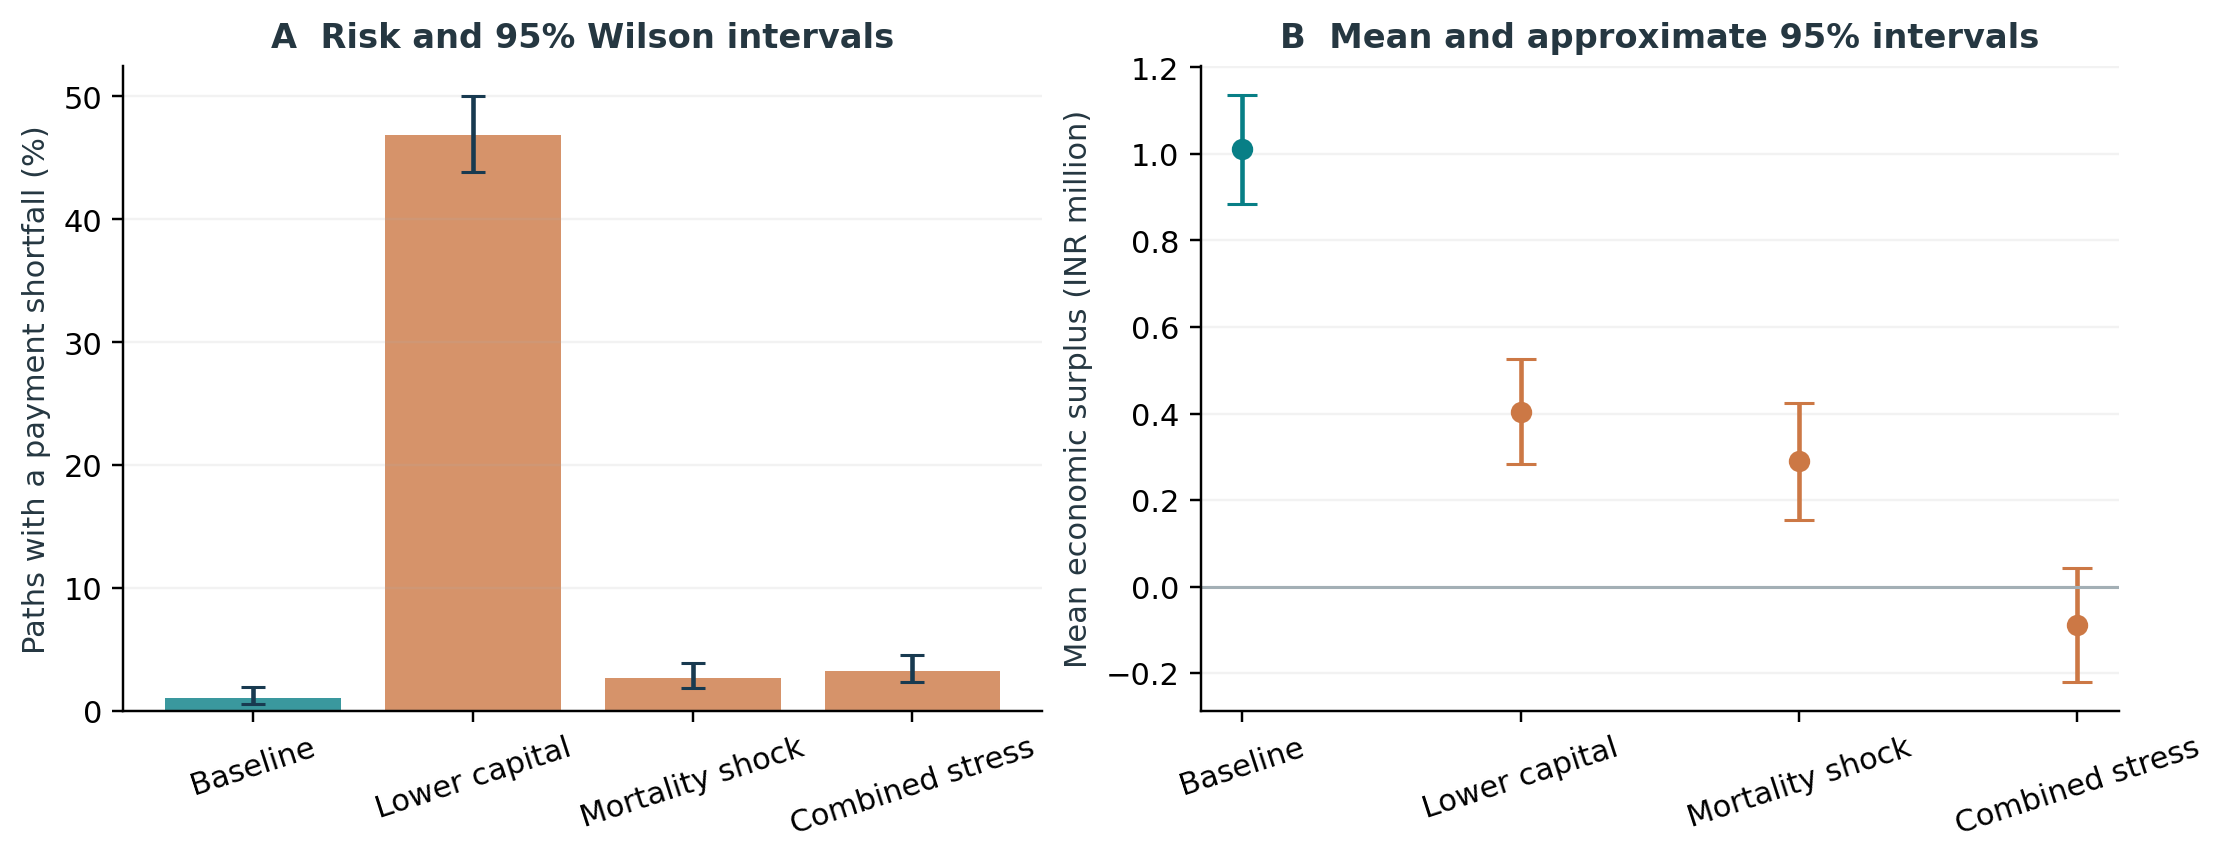 A  Risk and 95% Wilson intervals
Paths with a payment shortfall (%)
50
40
30
20
10
0
Baseline
Lower capital
Mortality shock
Combined stress
B  Mean and approximate 95% intervals
Mean economic surplus (INR million)
1.2
1.0
0.8
0.6
0.4
0.2
0.0
−0.2
Baseline
Lower capital
Mortality shock
Combined stress